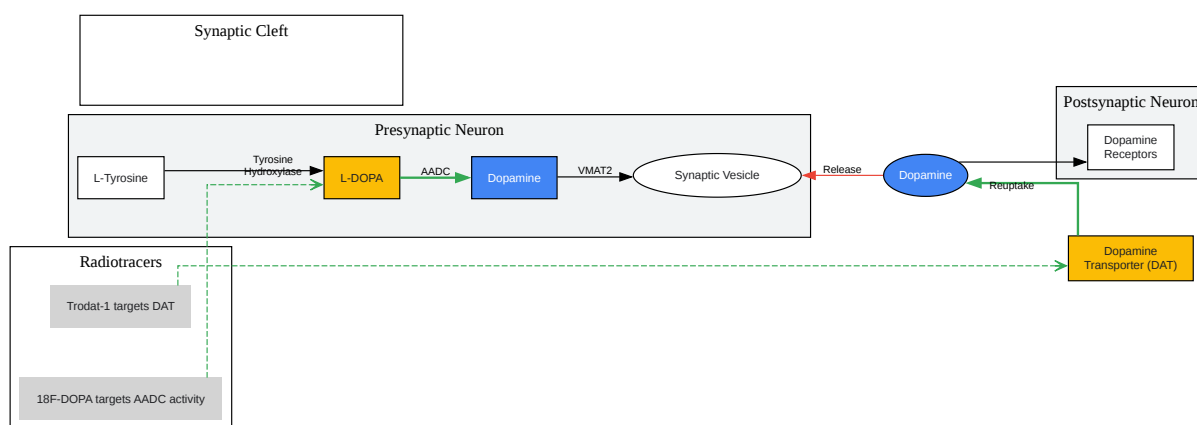 Synaptic Cleft
Presynaptic Neuron
Postsynaptic Neuron
L-Tyrosine
Tyrosine
Hydroxylase
L-DOPA
AADC
Dopamine
VMAT2
Synaptic Vesicle
Release
Dopamine
Reuptake
Dopamine
Receptors
Dopamine
Transporter (DAT)
Radiotracers
Trodat-1 targets DAT
18F-DOPA targets AADC activity